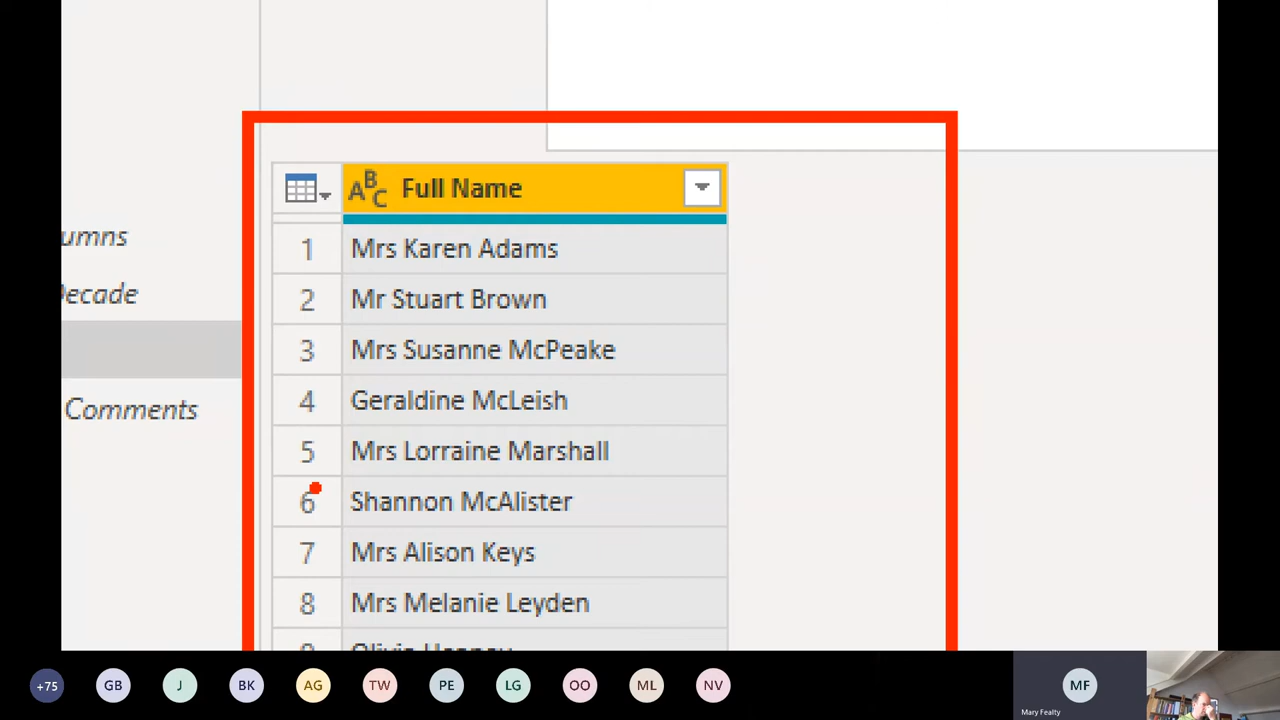 ABC Full Name
umns
1 Mrs Karen Adams
Decade
2 Mr Stuart Brown
3 Mrs Susanne McPeake
Comments
4 Geraldine McLeish
5 Mrs Lorraine Marshall
6 Shannon McAlister
7 Mrs Alison Keys
8 Mrs Melanie Leyden
+75 GB J BK AG TW PE LG OO ML NV MF
Mary Fealty